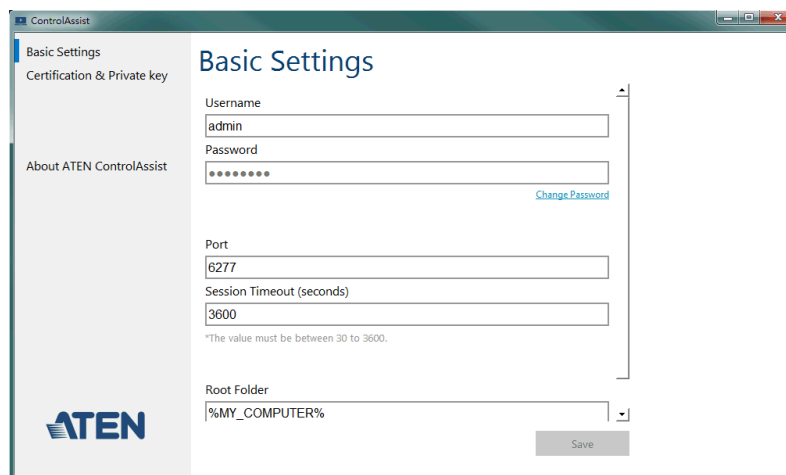 ControlAssist
Basic Settings
Certification & Private key
About ATEN ControlAssist
ATEN
Basic Settings
Username
admin
Password
••••••••
Change Password
Port
6277
Session Timeout (seconds)
3600
*The value must be between 30 to 3600.
Root Folder
%MY_COMPUTER%
Save